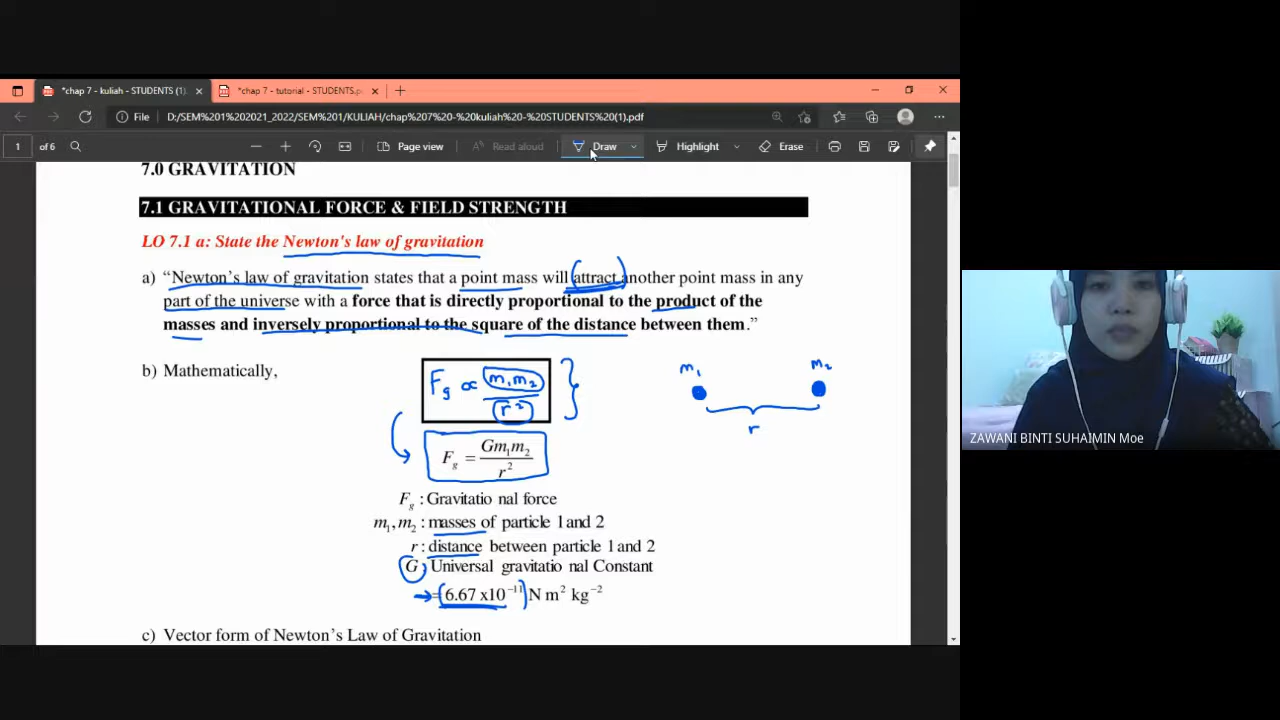 *chap 7 - kuliah - STUDENTS (1).
*chap 7 - tutorial - STUDENTS.p
File D:/SEM%201%202021_2022/SEM%201/KULIAH/chap%207%20-%20kuliah%20-%20STUDENTS%20(1).pdf
1 of 6 Page view Read aloud Draw Highlight Erase
7.0 GRAVITATION
7.1 GRAVITATIONAL FORCE & FIELD STRENGTH
LO 7.1 a: State the Newton's law of gravitation
a) “Newton’s law of gravitation states that a point mass will (attract) another point mass in any
part of the universe with a force that is directly proportional to the product of the
masses and inversely proportional to the square of the distance between them.”
b) Mathematically,
Fg ∝ m1m2 / r²
m1 m2
r
Fg = Gm1m2 / r²
Fg : Gravitatio nal force
m1, m2 : masses of particle 1 and 2
r : distance between particle 1 and 2
G : Universal gravitatio nal Constant
→ = (6.67 x10⁻¹¹) N m² kg⁻²
c) Vector form of Newton’s Law of Gravitation
ZAWANI BINTI SUHAIMIN Moe